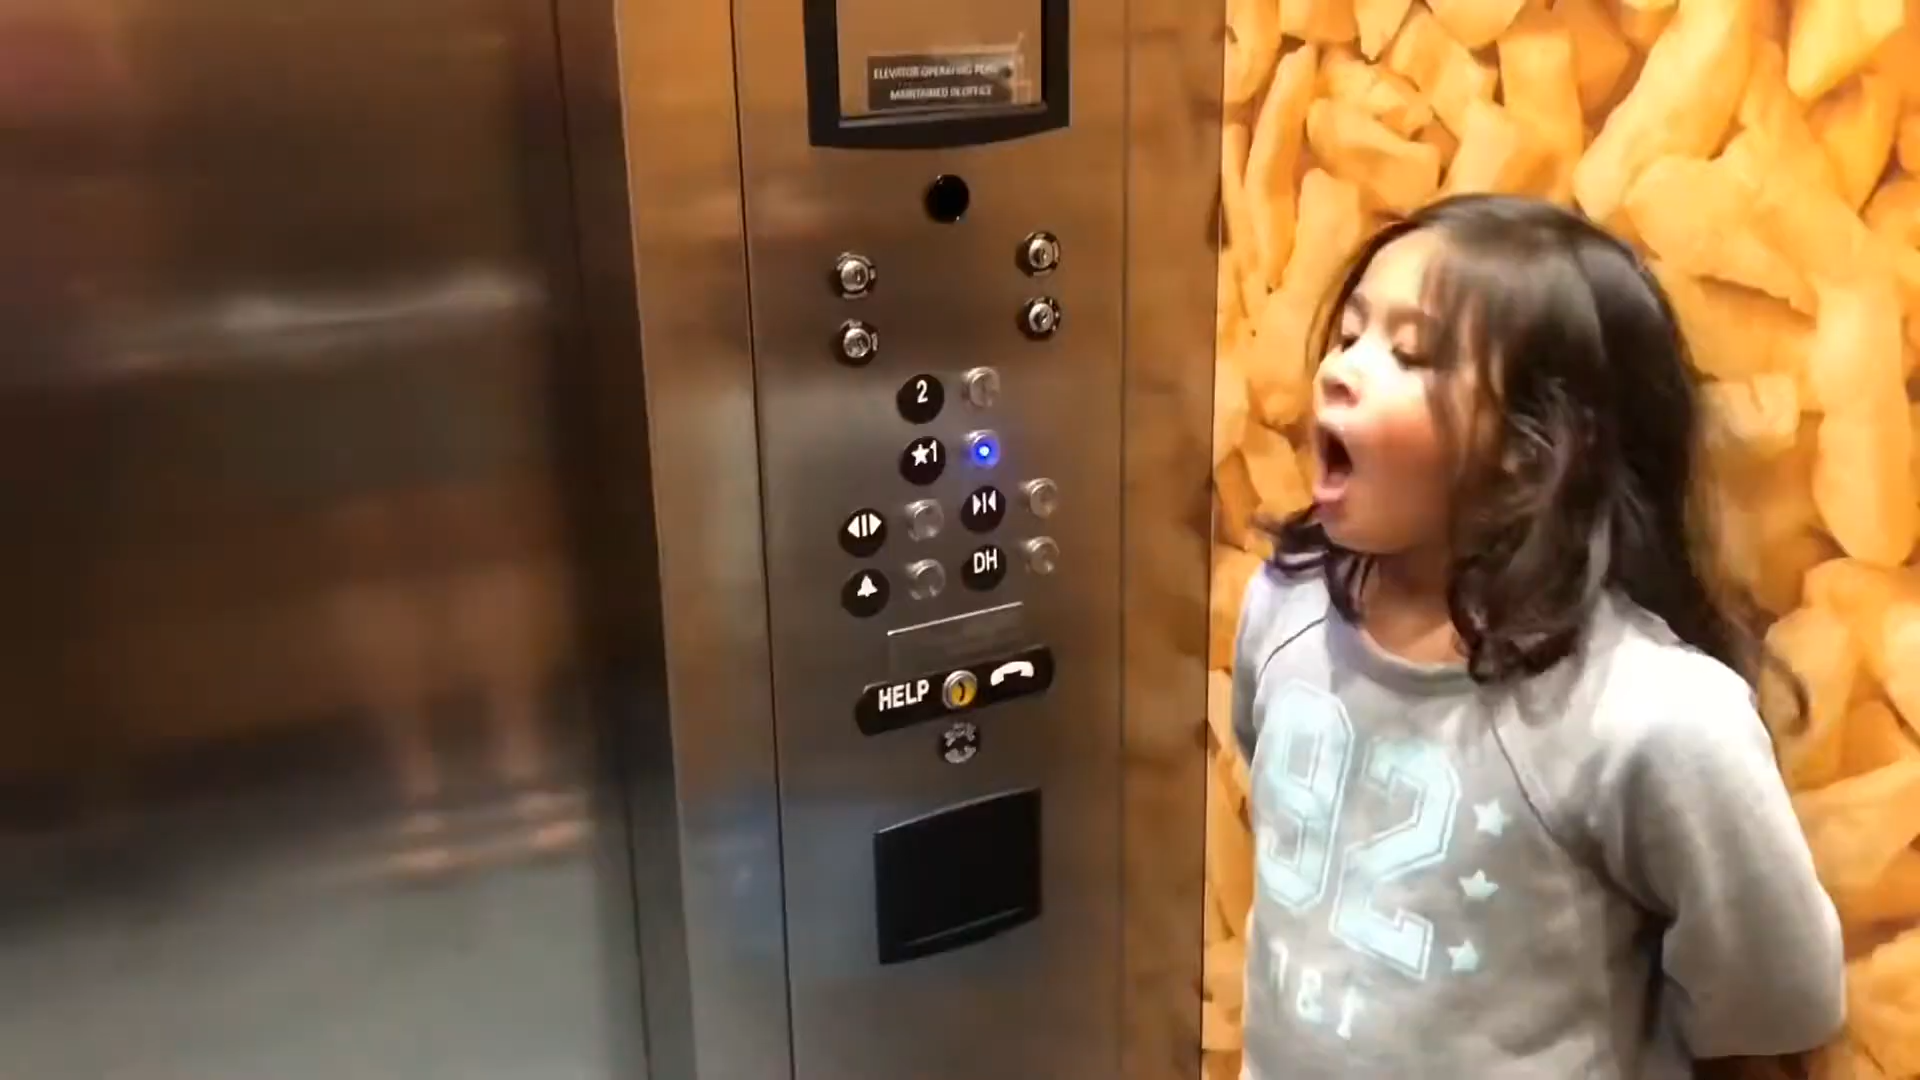 ELEVATOR OPERATING PERMIT
MAINTAINED IN OFFICE
2
★1
DH
HELP
92